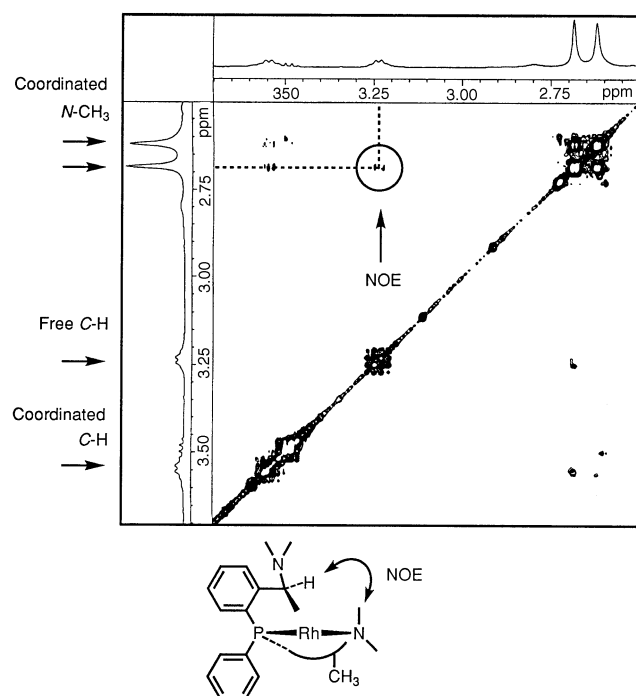 Coordinated
N-CH3
350
3.25
3.00
2.75
ppm
ppm
2.75
3.00
NOE
Free C-H
3.25
Coordinated
C-H
3.50
N
H
NOE
P
Rh
N
CH3